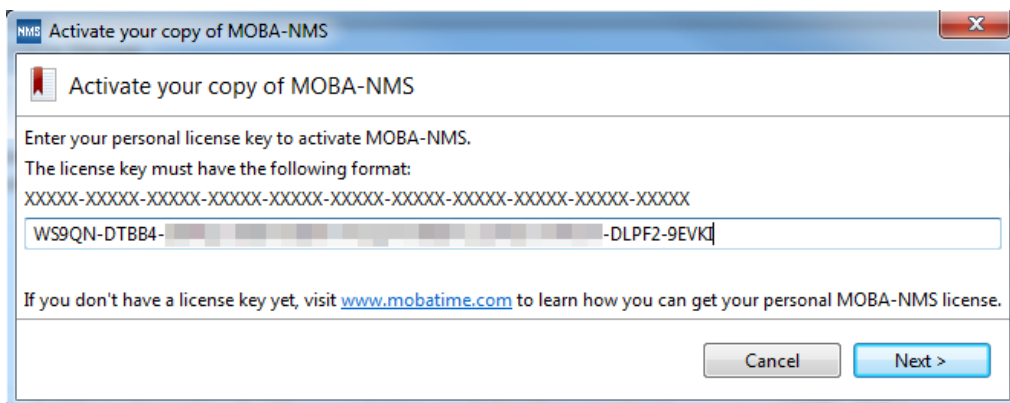 NMS Activate your copy of MOBA-NMS
Activate your copy of MOBA-NMS
Enter your personal license key to activate MOBA-NMS.
The license key must have the following format:
XXXXX-XXXXX-XXXXX-XXXXX-XXXXX-XXXXX-XXXXX-XXXXX-XXXXX-XXXXX-XXXXX
WS9QN-DTBB4- -DLPF2-9EVKI
If you don't have a license key yet, visit www.mobatime.com to learn how you can get your personal MOBA-NMS license.
Cancel Next >